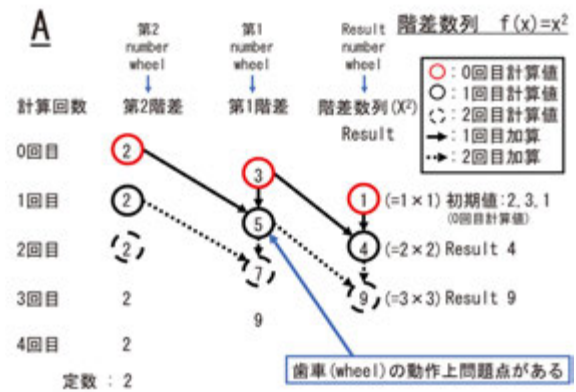 A
階差数列 f(x)=x²
第2 number wheel
第1 number wheel
Result number wheel
計算回数
第2階差
第1階差
階差数列(X²)
Result
○:0回目計算値
○:1回目計算値
○:2回目計算値
→:1回目加算
⇢:2回目加算
0回目
2
3
1 (=1×1) 初期値:2,3,1
(0回目計算値)
1回目
2
5
4 (=2×2) Result 4
2回目
2
7
9 (=3×3) Result 9
3回目
2
9
4回目
2
定数 : 2
歯車(wheel)の動作上問題点がある